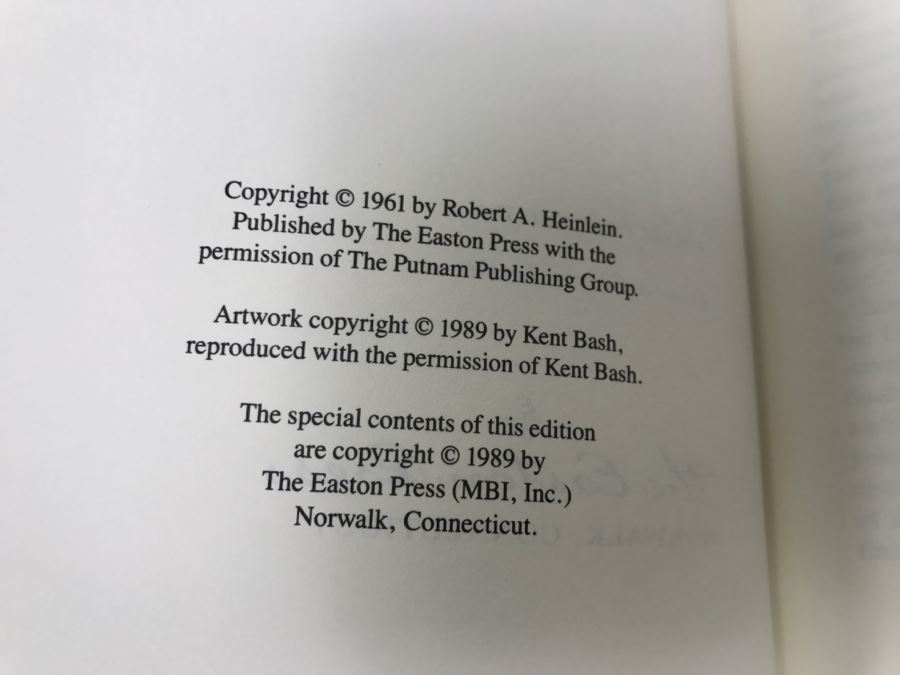 Copyright © 1961 by Robert A. Heinlein.
Published by The Easton Press with the
permission of The Putnam Publishing Group.
Artwork copyright © 1989 by Kent Bash,
reproduced with the permission of Kent Bash.
The special contents of this edition
are copyright © 1989 by
The Easton Press (MBI, Inc.)
Norwalk, Connecticut.